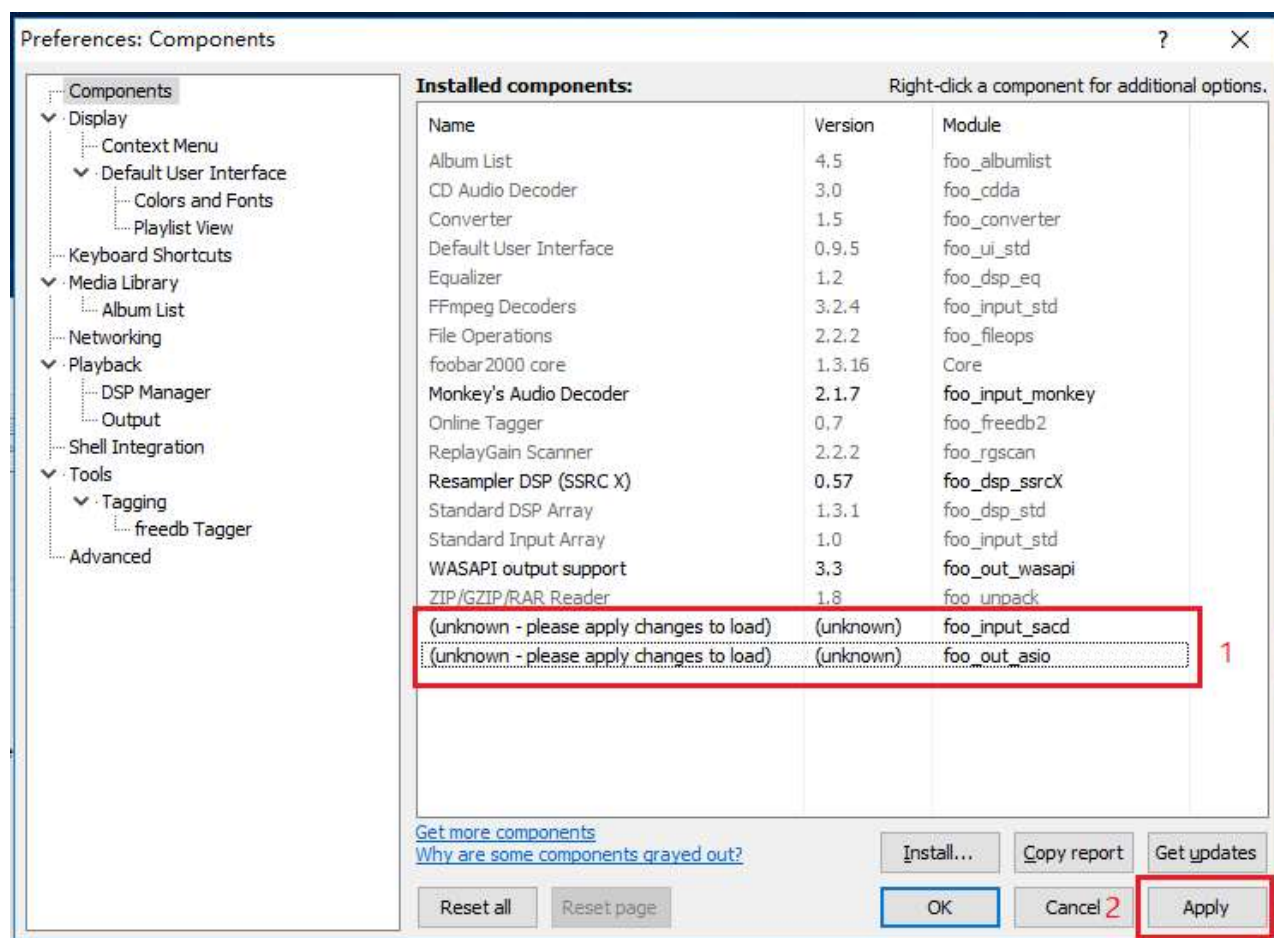 Preferences: Components
?
Components
Display
Context Menu
Default User Interface
Colors and Fonts
Playlist View
Keyboard Shortcuts
Media Library
Album List
Networking
Playback
DSP Manager
Output
Shell Integration
Tools
Tagging
freedb Tagger
Advanced
Installed components: Right-click a component for additional options.
Name Version Module
Album List 4.5 foo_albumlist
CD Audio Decoder 3.0 foo_cdda
Converter 1.5 foo_converter
Default User Interface 0.9.5 foo_ui_std
Equalizer 1.2 foo_dsp_eq
FFmpeg Decoders 3.2.4 foo_input_std
File Operations 2.2.2 foo_fileops
foobar2000 core 1.3.16 Core
Monkey's Audio Decoder 2.1.7 foo_input_monkey
Online Tagger 0.7 foo_freedb2
ReplayGain Scanner 2.2.2 foo_rgscan
Resampler DSP (SSRC X) 0.57 foo_dsp_ssrcX
Standard DSP Array 1.3.1 foo_dsp_std
Standard Input Array 1.0 foo_input_std
WASAPI output support 3.3 foo_out_wasapi
ZIP/GZIP/RAR Reader 1.8 foo_unpack
(unknown - please apply changes to load) (unknown) foo_input_sacd
(unknown - please apply changes to load) (unknown) foo_out_asio
1
Get more components
Why are some components grayed out?
Install... Copy report Get updates
Reset all Reset page OK Cancel 2 Apply